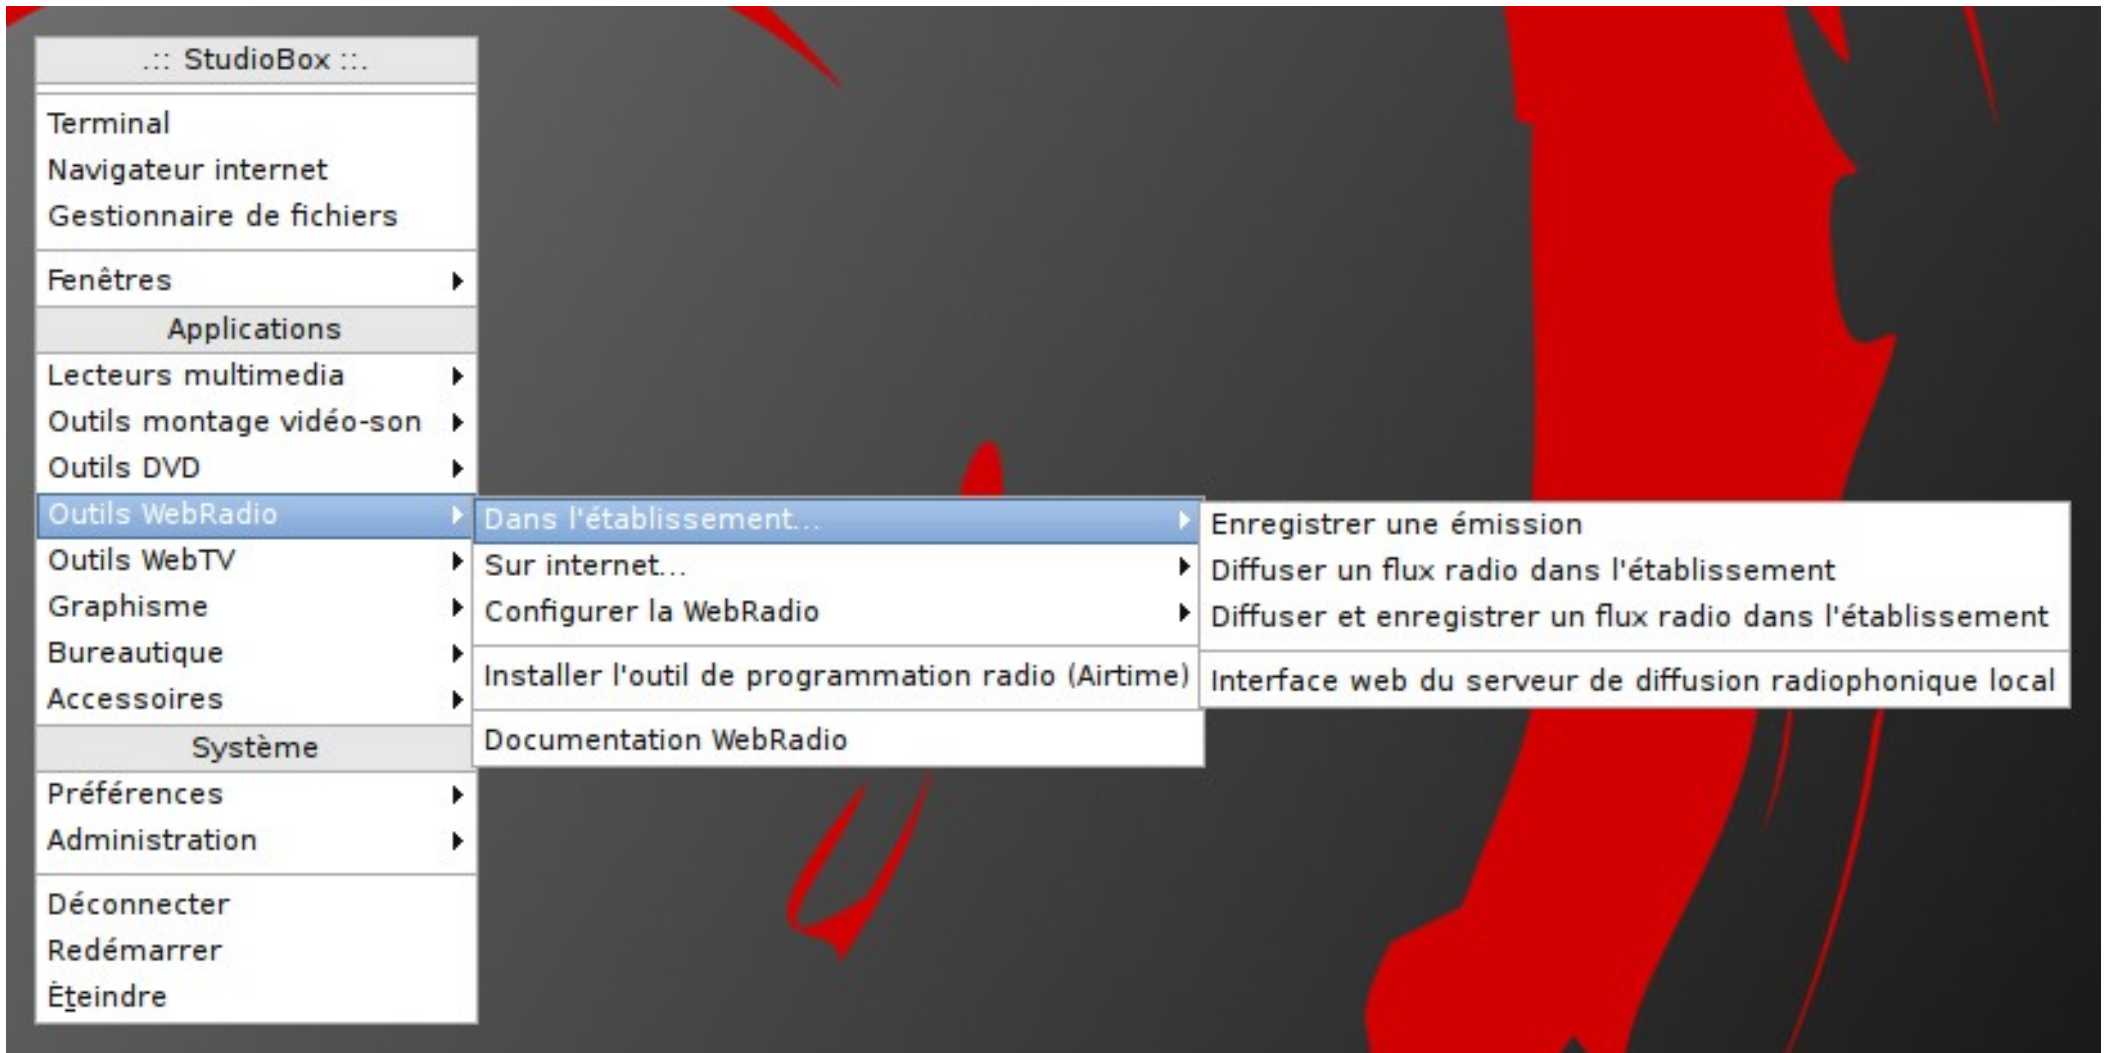 .:: StudioBox ::.
Terminal
Navigateur internet
Gestionnaire de fichiers
Fenêtres
Applications
Lecteurs multimedia
Outils montage vidéo-son
Outils DVD
Outils WebRadio
Outils WebTV
Graphisme
Bureautique
Accessoires
Système
Préférences
Administration
Déconnecter
Redémarrer
Éteindre
Dans l'établissement...
Sur internet...
Configurer la WebRadio
Installer l'outil de programmation radio (Airtime)
Documentation WebRadio
Enregistrer une émission
Diffuser un flux radio dans l'établissement
Diffuser et enregistrer un flux radio dans l'établissement
Interface web du serveur de diffusion radiophonique local